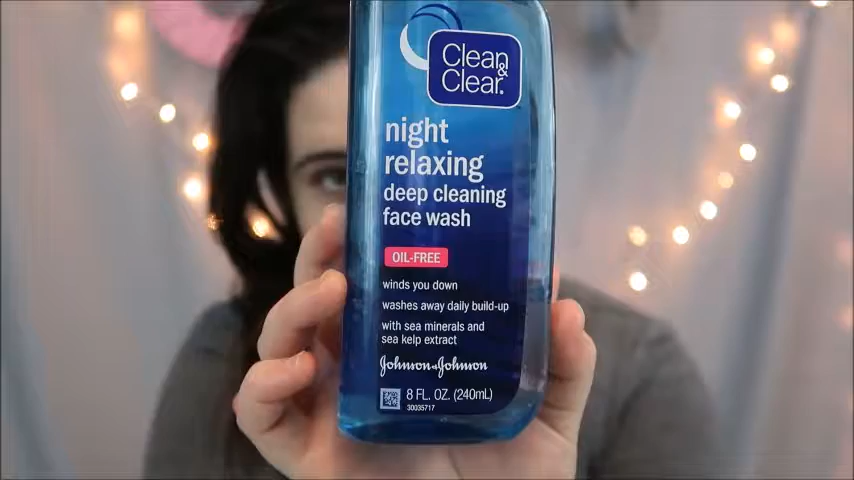 Clean
&
Clear.
night
relaxing
deep cleaning
face wash
OIL-FREE
winds you down
washes away daily build-up
with sea minerals and
sea kelp extract
Johnson & Johnson
8 FL. OZ. (240mL)
30035717